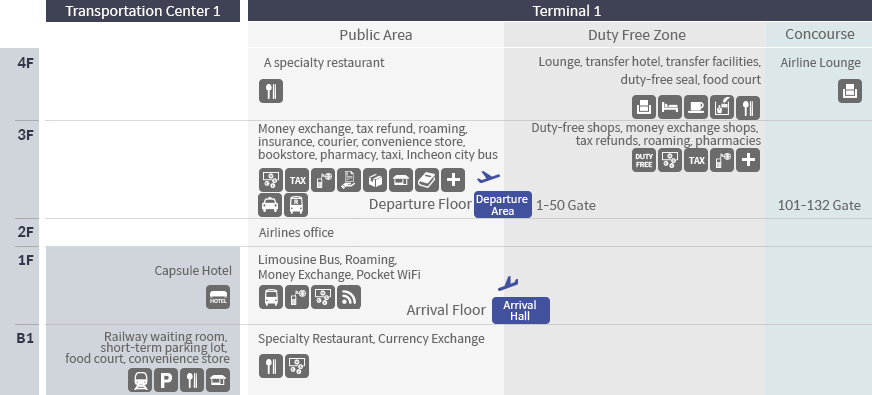 Transportation Center 1
Terminal 1
Public Area
Duty Free Zone
Concourse
4F
A specialty restaurant
Lounge, transfer hotel, transfer facilities,
duty-free seal, food court
Airline Lounge
3F
Money exchange, tax refund, roaming,
insurance, courier, convenience store,
bookstore, pharmacy, taxi, Incheon city bus
TAX
Departure Floor
Departure
Area
Duty-free shops, money exchange shops,
tax refunds, roaming, pharmacies
DUTY
FREE
TAX
1-50 Gate
101-132 Gate
2F
Airlines office
1F
Capsule Hotel
HOTEL
Limousine Bus, Roaming,
Money Exchange, Pocket WiFi
Arrival Floor
Arrival
Hall
B1
Railway waiting room,
short-term parking lot,
food court, convenience store
P
Specialty Restaurant, Currency Exchange